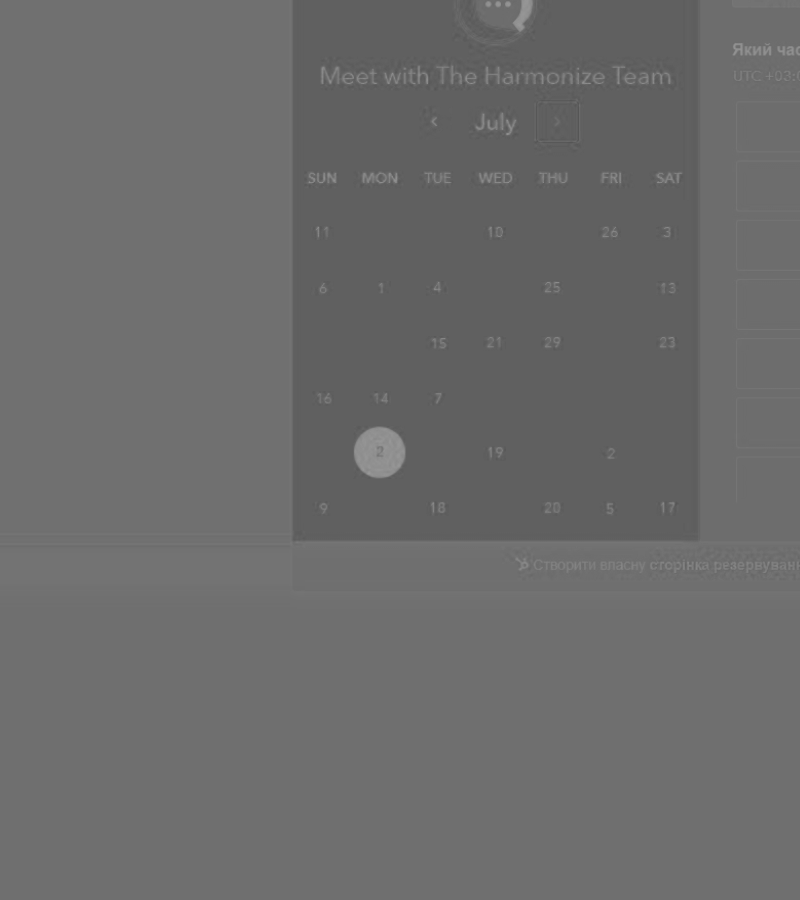 Meet with The Harmonize Team
‹ July ›
Який час
UTC +03:0
SUN MON TUE WED THU FRI SAT
11 10 26 3
6 1 4 25 13
15 21 29 23
16 14 7
2 19 2
9 18 20 5 17
Створити власну сторінка резервуван